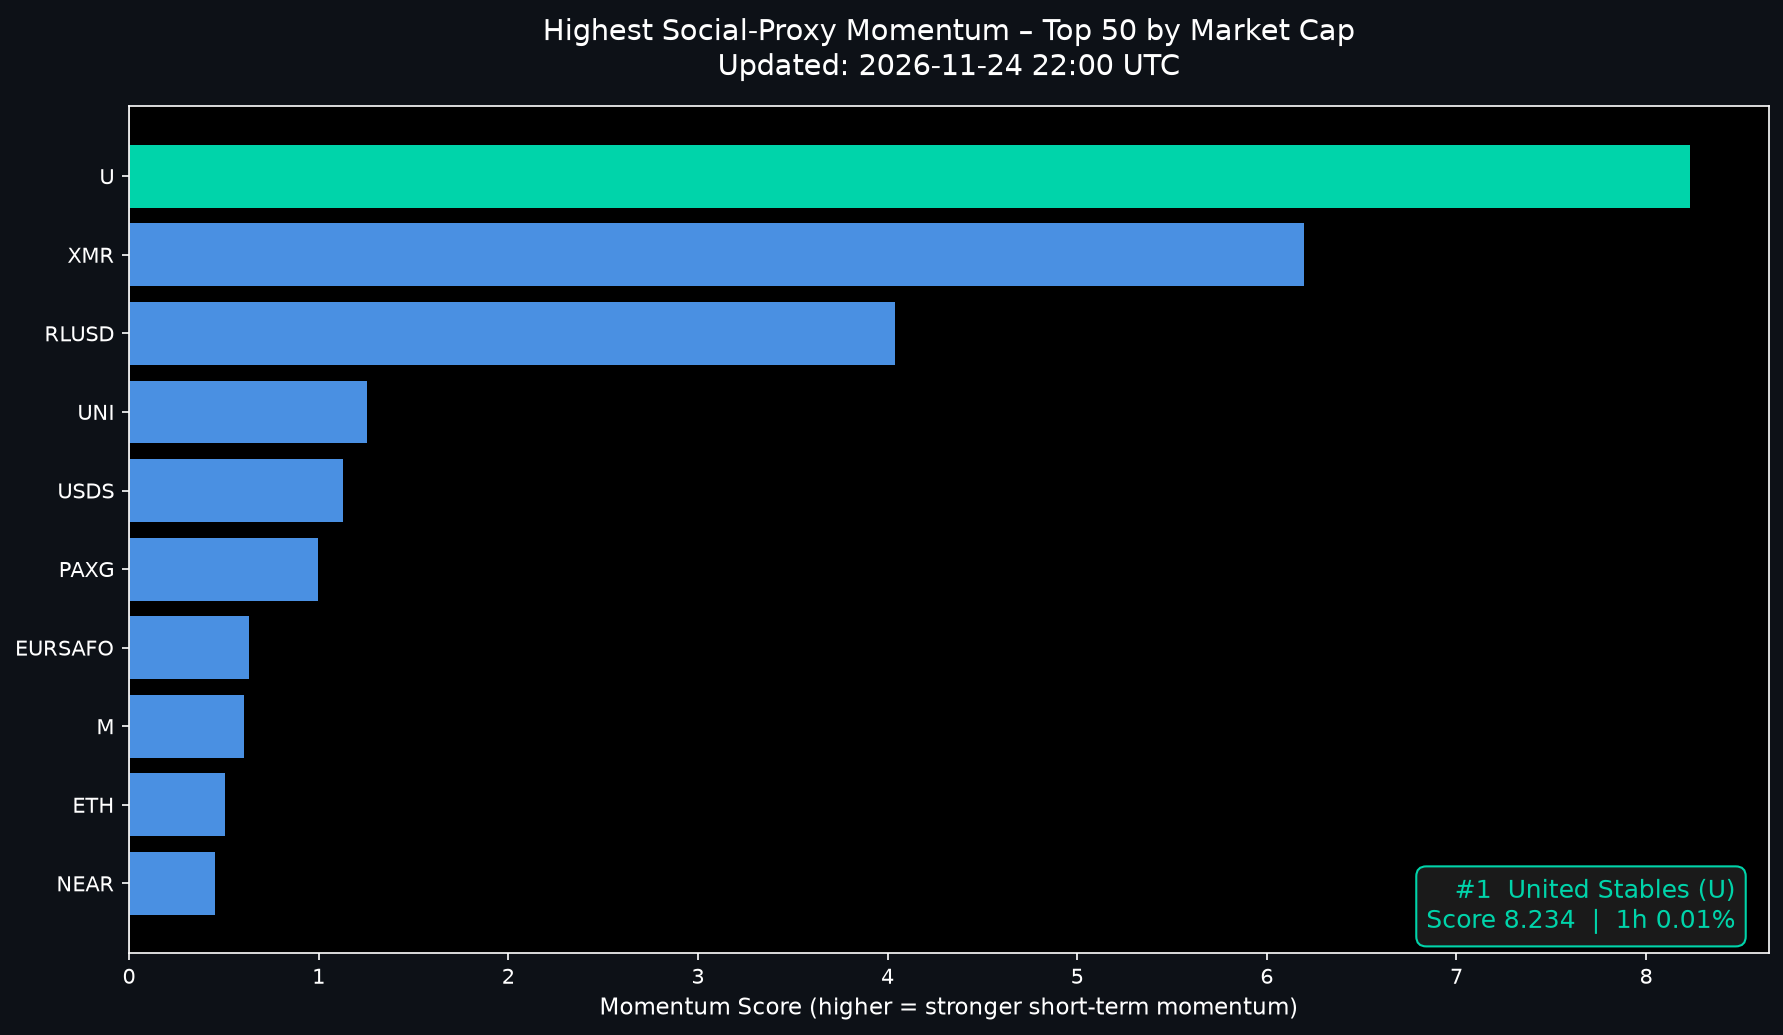 Highest Social-Proxy Momentum – Top 50 by Market Cap
Updated: 2026-11-24 22:00 UTC
U
XMR
RLUSD
UNI
USDS
PAXG
EURSAFO
M
ETH
NEAR
#1 United Stables (U)
Score 8.234 | 1h 0.01%
0 1 2 3 4 5 6 7 8
Momentum Score (higher = stronger short-term momentum)